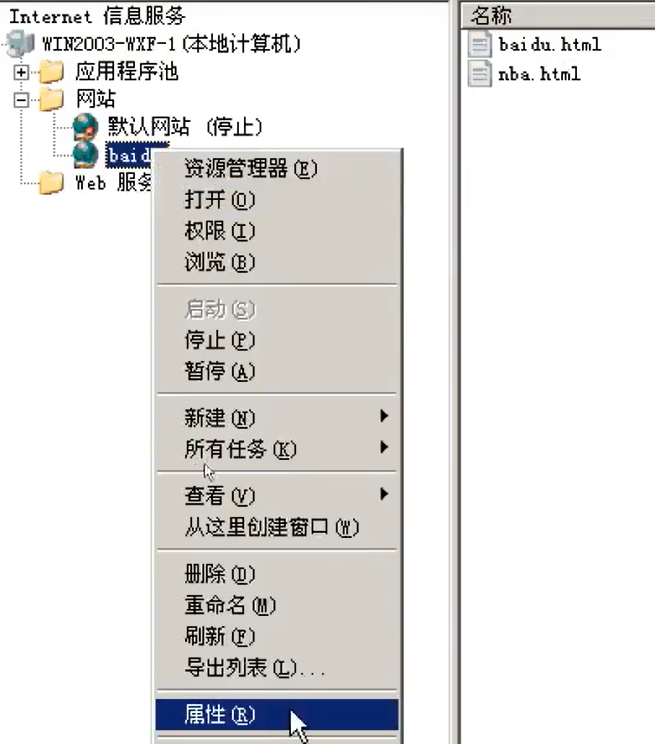 Internet 信息服务
WIN2003-WXF-1(本地计算机)
应用程序池
网站
默认网站 (停止)
baid
Web 服务
资源管理器(E)
打开(O)
权限(I)
浏览(B)
启动(S)
停止(P)
暂停(A)
新建(N)
所有任务(K)
查看(V)
从这里创建窗口(W)
删除(D)
重命名(M)
刷新(F)
导出列表(L)...
属性(R)
名称
baidu.html
nba.html